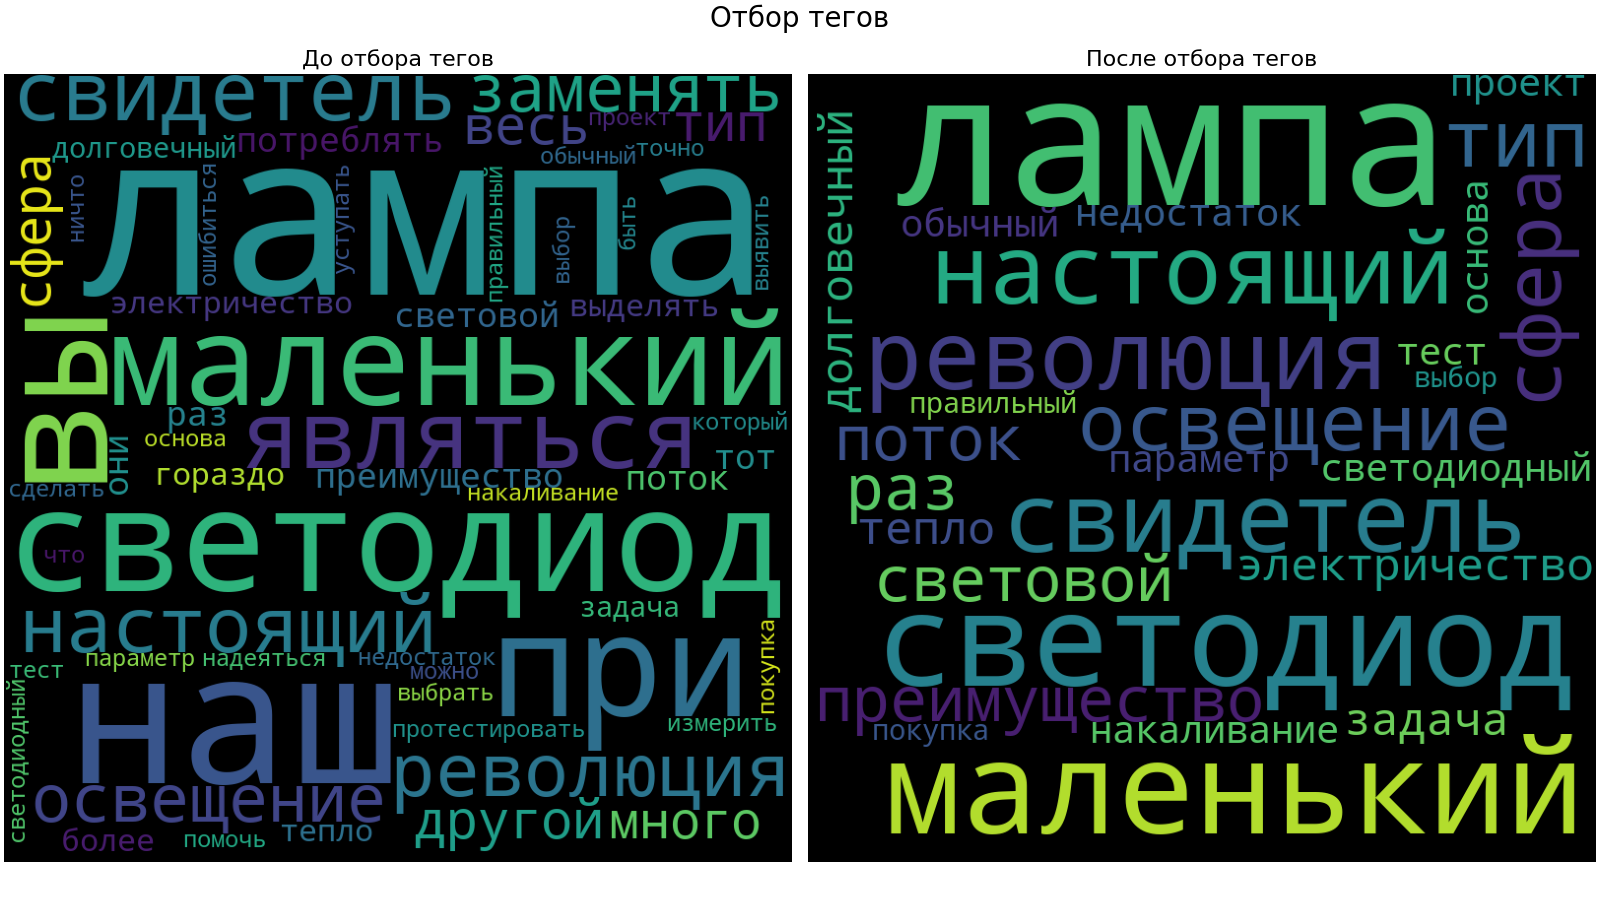 Отбор тегов
До отбора тегов
свидетель
заменять
весь
проект
тип
долговечный
потреблять
обычный
точно
сфера
ничто
лампа
ошибиться
уступать
правильный
выбор
быть
выявить
электричество
световой
выделять
вы
маленький
раз
являться
который
основа
они
гораздо
преимущество
тот
поток
сделать
накаливание
светодиод
что
задача
настоящий
при
покупка
параметр
надеяться
недостаток
можно
тест
наш
выбрать
светодиодный
протестировать
измерить
революция
освещение
другой
много
более
помочь
тепло
После отбора тегов
проект
лампа
тип
долговечный
обычный
недостаток
основа
сфера
настоящий
революция
тест
выбор
правильный
освещение
поток
параметр
светодиодный
раз
свидетель
тепло
электричество
световой
светодиод
преимущество
покупка
накаливание
задача
маленький